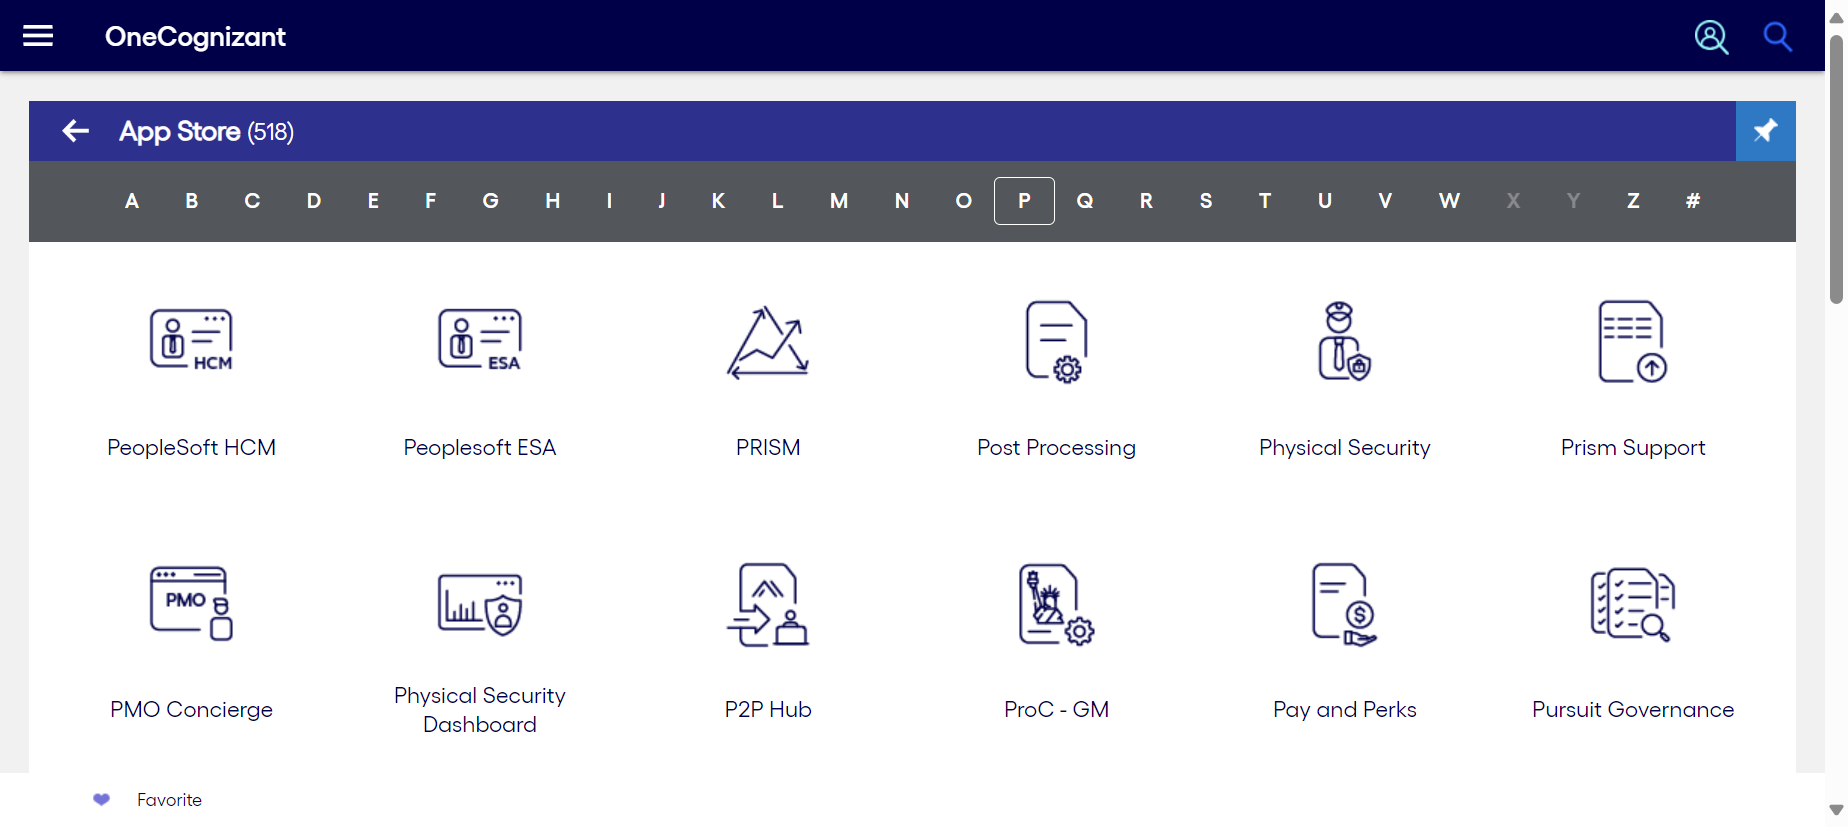 OneCognizant
App Store (518)
A B C D E F G H I J K L M N O P Q R S T U V W X Y Z #
HCM
ESA
PeopleSoft HCM
Peoplesoft ESA
PRISM
Post Processing
Physical Security
Prism Support
PMO
$
PMO Concierge
Physical Security
Dashboard
P2P Hub
ProC - GM
Pay and Perks
Pursuit Governance
Favorite